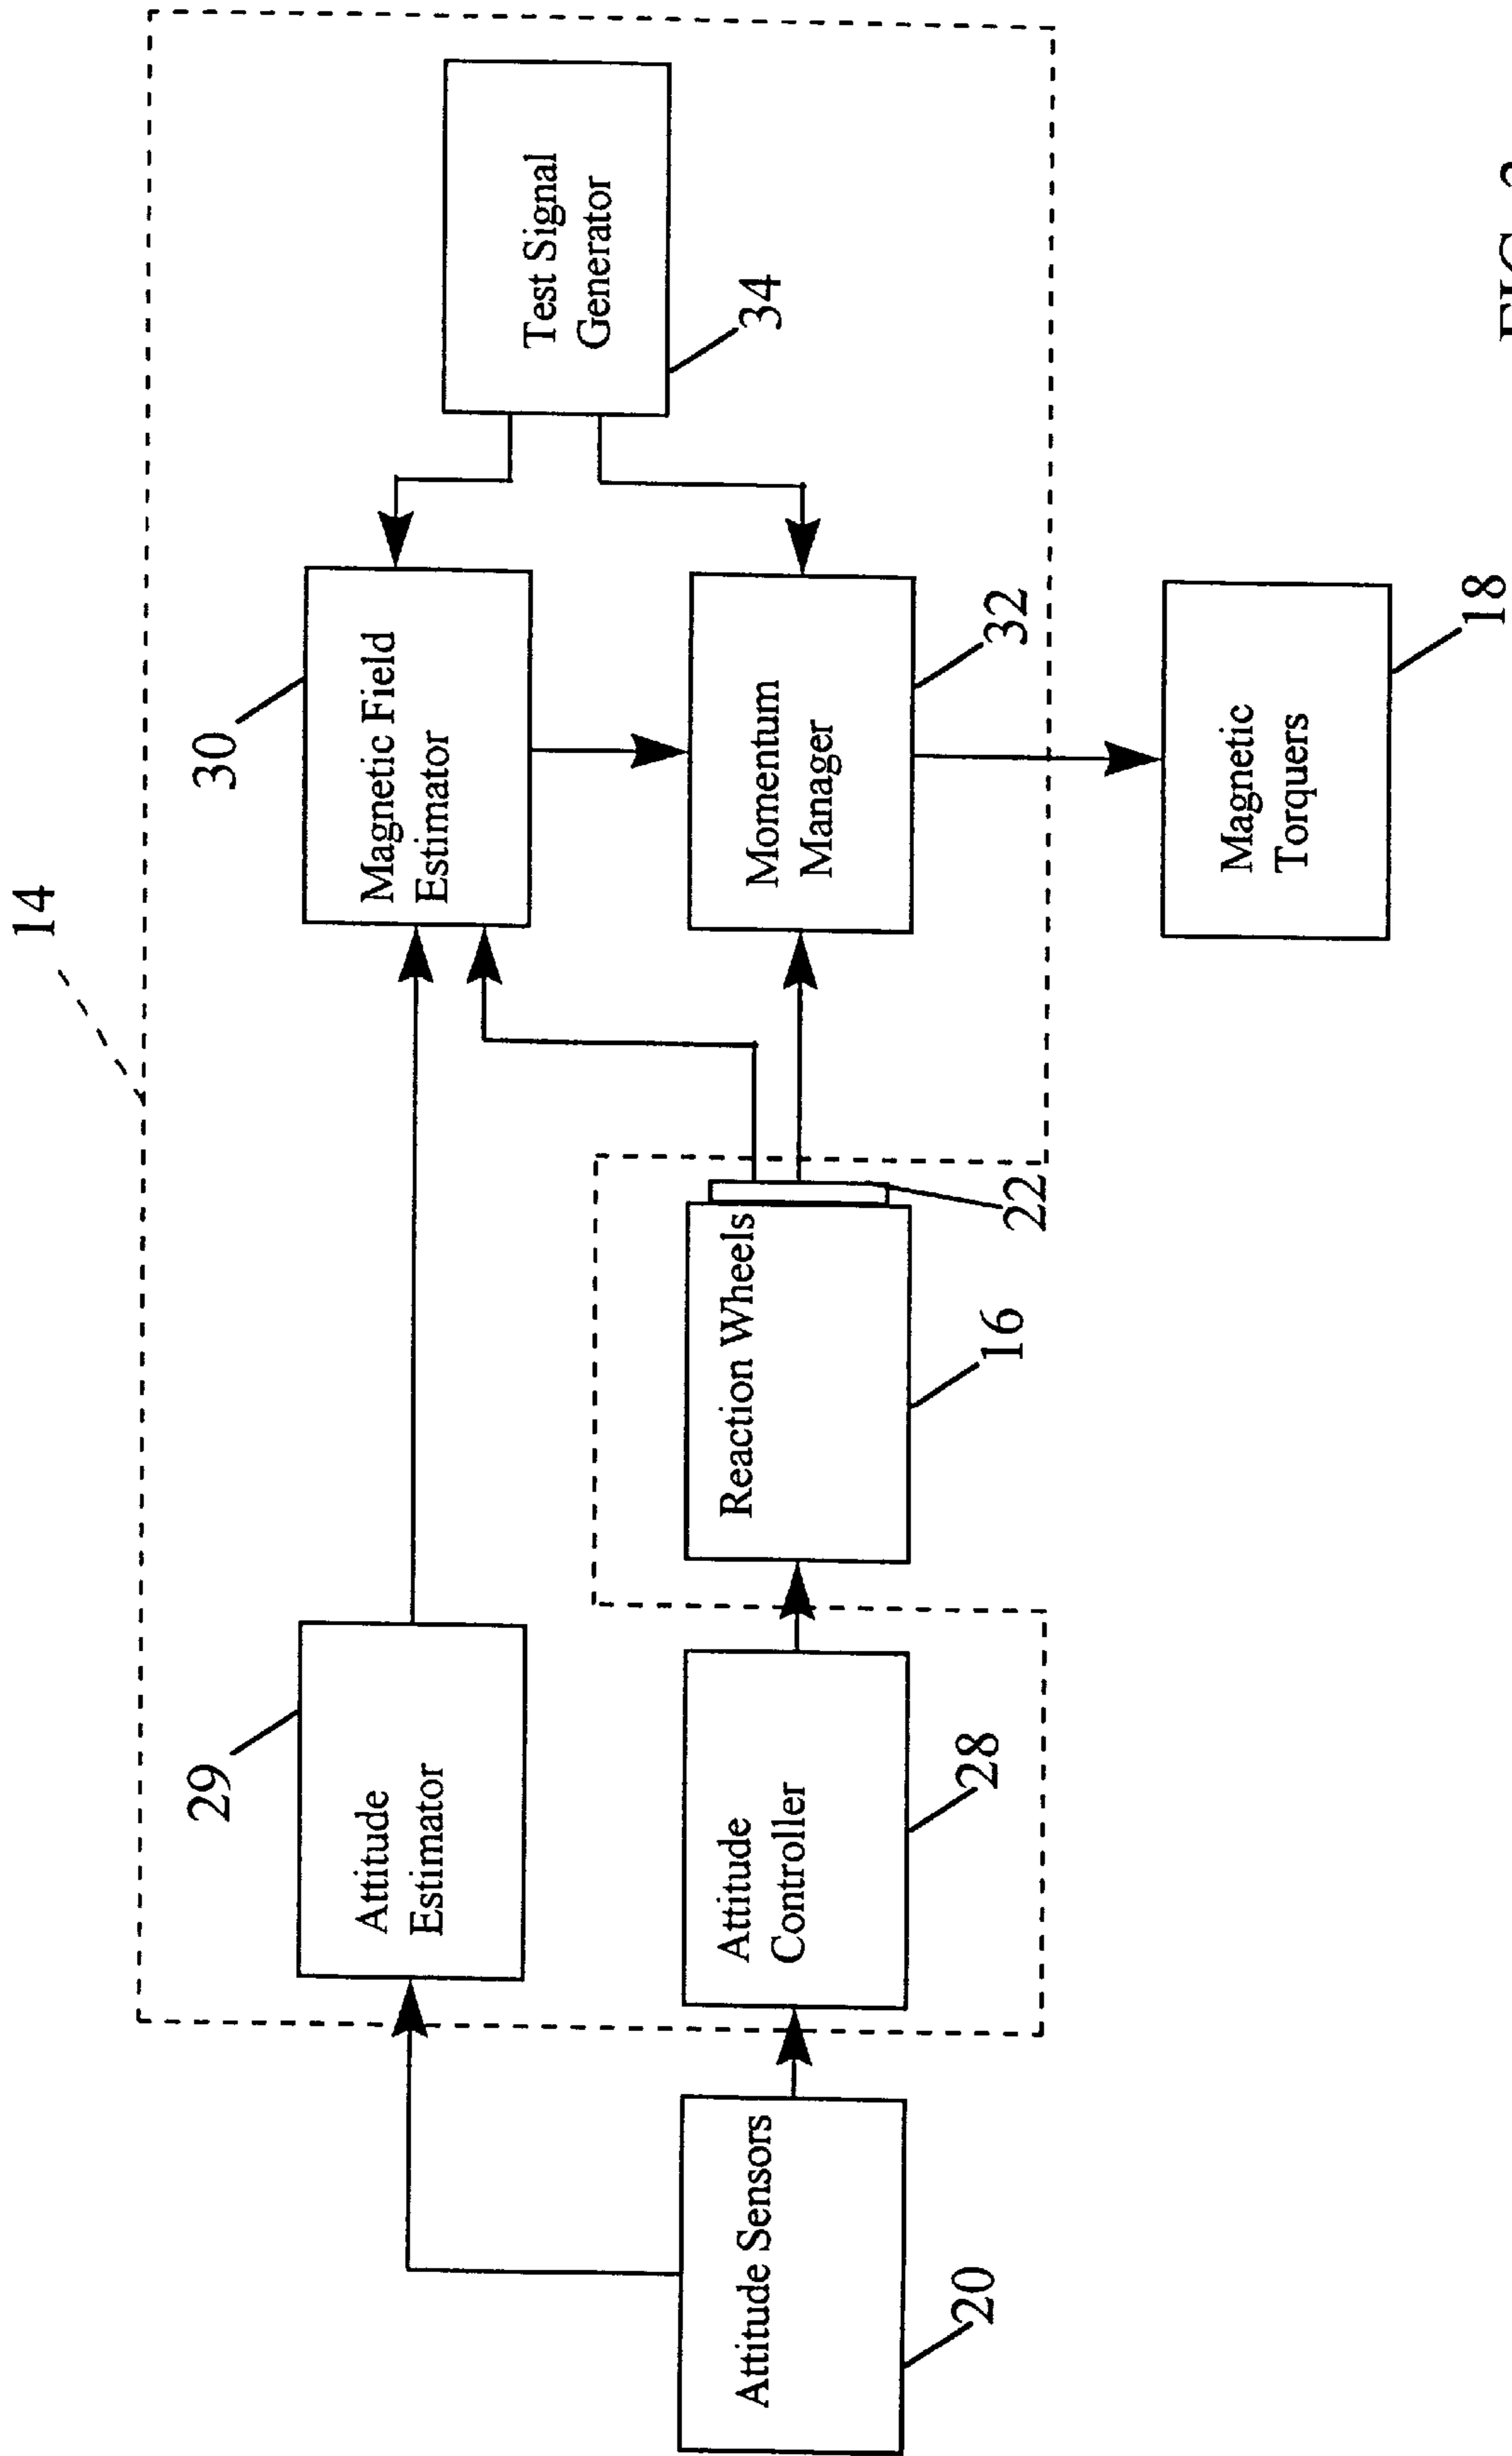 14
29
30
Attitude
Estimator
Magnetic Field
Estimator
Test Signal
Generator
34
Attitude Sensors
20
Attitude
Controller
28
Reaction Wheels
16
22
Momentum
Manager
32
Magnetic
Torquers
18
FIG.